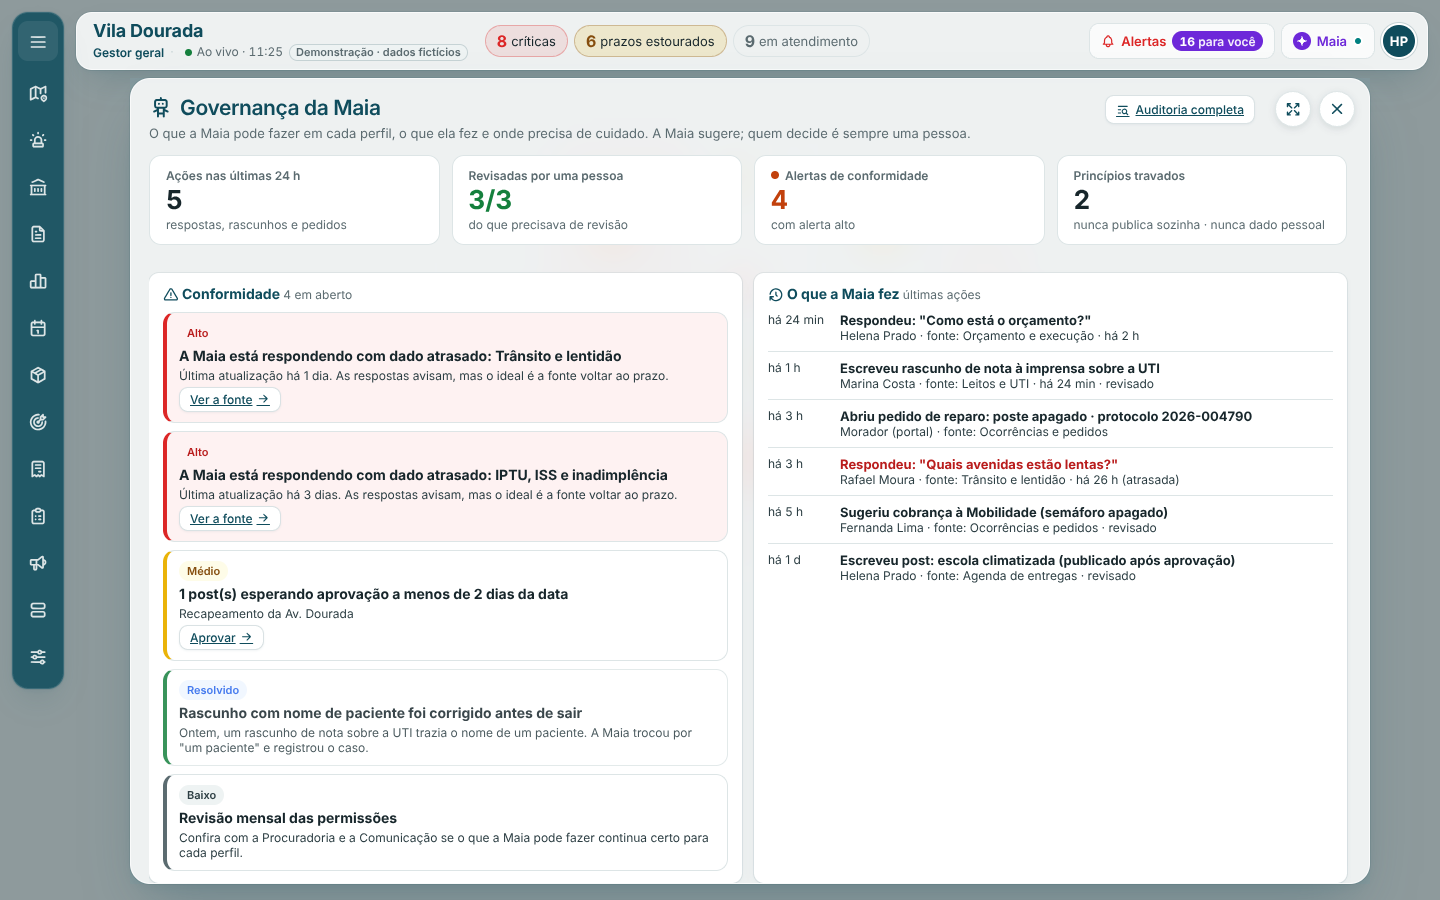 Vila Dourada
Gestor geral · Ao vivo · 11:25 Demonstração · dados fictícios
8 críticas
6 prazos estourados
9 em atendimento
Alertas 16 para você
Maia
HP
Governança da Maia
O que a Maia pode fazer em cada perfil, o que ela fez e onde precisa de cuidado. A Maia sugere; quem decide é sempre uma pessoa.
Auditoria completa
Ações nas últimas 24 h
5
respostas, rascunhos e pedidos
Revisadas por uma pessoa
3/3
do que precisava de revisão
Alertas de conformidade
4
com alerta alto
Princípios travados
2
nunca publica sozinha · nunca dado pessoal
Conformidade 4 em aberto
Alto
A Maia está respondendo com dado atrasado: Trânsito e lentidão
Última atualização há 1 dia. As respostas avisam, mas o ideal é a fonte voltar ao prazo.
Ver a fonte →
Alto
A Maia está respondendo com dado atrasado: IPTU, ISS e inadimplência
Última atualização há 3 dias. As respostas avisam, mas o ideal é a fonte voltar ao prazo.
Ver a fonte →
Médio
1 post(s) esperando aprovação a menos de 2 dias da data
Recapeamento da Av. Dourada
Aprovar →
Resolvido
Rascunho com nome de paciente foi corrigido antes de sair
Ontem, um rascunho de nota sobre a UTI trazia o nome de um paciente. A Maia trocou por
"um paciente" e registrou o caso.
Baixo
Revisão mensal das permissões
Confira com a Procuradoria e a Comunicação se o que a Maia pode fazer continua certo para
cada perfil.
O que a Maia fez últimas ações
há 24 min
Respondeu: "Como está o orçamento?"
Helena Prado · fonte: Orçamento e execução · há 2 h
há 1 h
Escreveu rascunho de nota à imprensa sobre a UTI
Marina Costa · fonte: Leitos e UTI · há 24 min · revisado
há 3 h
Abriu pedido de reparo: poste apagado · protocolo 2026-004790
Morador (portal) · fonte: Ocorrências e pedidos
há 3 h
Respondeu: "Quais avenidas estão lentas?"
Rafael Moura · fonte: Trânsito e lentidão · há 26 h (atrasada)
há 5 h
Sugeriu cobrança à Mobilidade (semáforo apagado)
Fernanda Lima · fonte: Ocorrências e pedidos · revisado
há 1 d
Escreveu post: escola climatizada (publicado após aprovação)
Helena Prado · fonte: Agenda de entregas · revisado